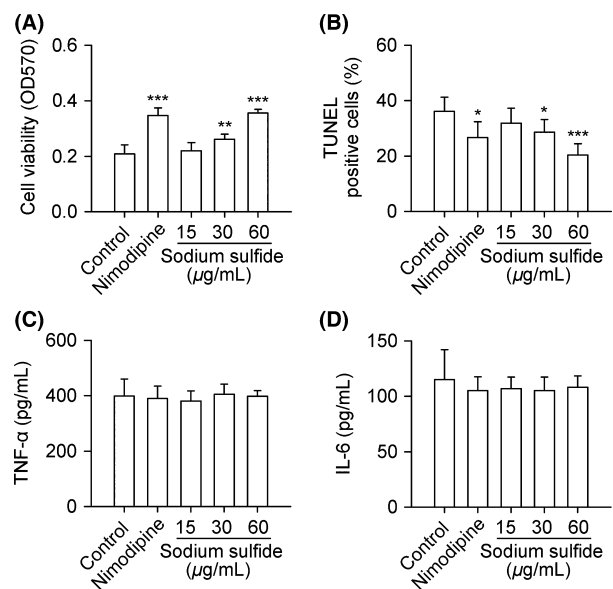 (A)
Cell viability (OD570)
0.6
0.4
0.2
0.0
***
**
***
Control
Nimodipine
15 30 60
Sodium sulfide
(µg/mL)
(B)
TUNEL
positive cells (%)
60
40
20
0
*
*
***
Control
Nimodipine
15 30 60
Sodium sulfide
(µg/mL)
(C)
TNF-α (pg/mL)
600
400
200
0
Control
Nimodipine
15 30 60
Sodium sulfide
(µg/mL)
(D)
IL-6 (pg/mL)
150
100
50
0
Control
Nimodipine
15 30 60
Sodium sulfide
(µg/mL)